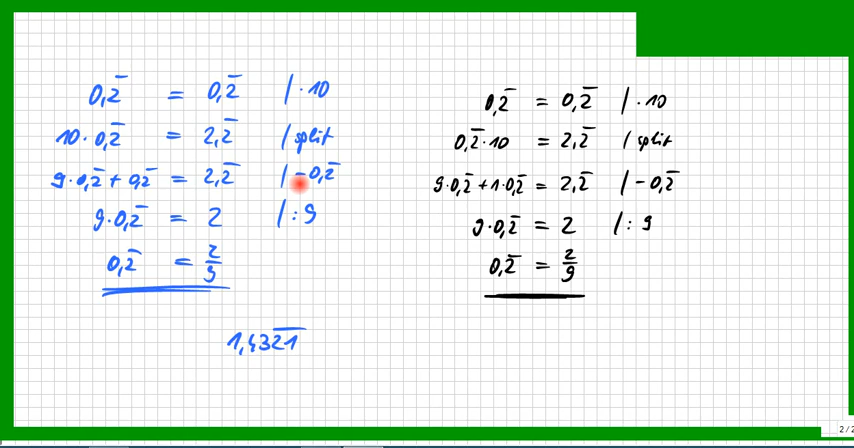 0,2̅ = 0,2̅ | · 10
10 · 0,2̅ = 2,2̅ | split
9 · 0,2̅ + 0,2̅ = 2,2̅ | - 0,2̅
9 · 0,2̅ = 2 | : 9
0,2̅ = 2/9
1,432̅1̅
0,2̅ = 0,2̅ | · 10
0,2̅ · 10 = 2,2̅ | split
9 · 0,2̅ + 1 · 0,2̅ = 2,2̅ | - 0,2̅
9 · 0,2̅ = 2 | : 9
0,2̅ = 2/9
2 / 2